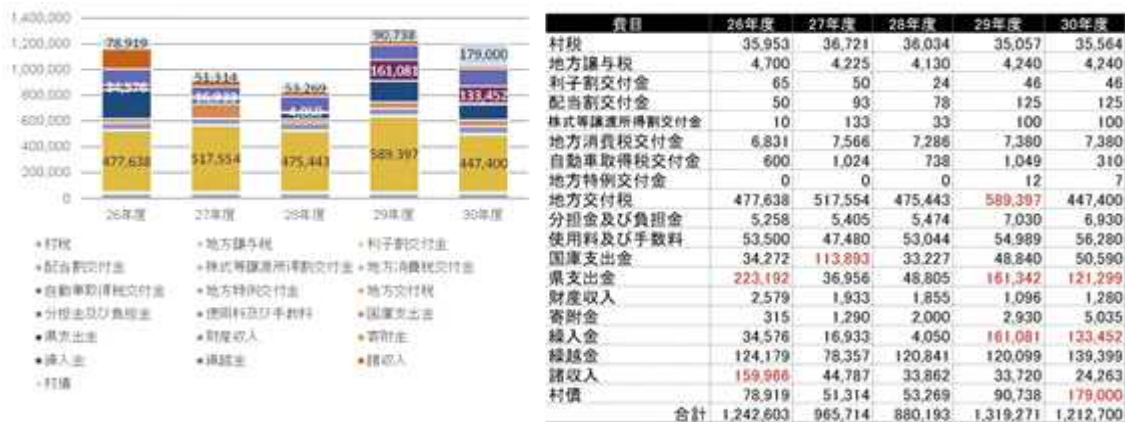 1,400,000
1,200,000
1,000,000
800,000
600,000
400,000
200,000
0
78,919
34,576
477,638
51,314
16,933
517,554
53,269
4,050
475,443
90,738
161,081
589,397
179,000
133,452
447,400
26年度 27年度 28年度 29年度 30年度
村税 地方譲与税 利子割交付金
配当割交付金 株式等譲渡所得割交付金 地方消費税交付金
自動車取得税交付金 地方特例交付金 地方交付税
分担金及び負担金 使用料及び手数料 国庫支出金
県支出金 財産収入 寄附金
繰入金 繰越金 諸収入
村債
費目 26年度 27年度 28年度 29年度 30年度
村税 35,953 36,721 36,034 35,057 35,564
地方譲与税 4,700 4,225 4,130 4,240 4,240
利子割交付金 65 50 24 46 46
配当割交付金 50 93 78 125 125
株式等譲渡所得割交付金 10 133 33 100 100
地方消費税交付金 6,831 7,566 7,286 7,380 7,380
自動車取得税交付金 600 1,024 738 1,049 310
地方特例交付金 0 0 0 12 7
地方交付税 477,638 517,554 475,443 589,397 447,400
分担金及び負担金 5,258 5,405 5,474 7,030 6,930
使用料及び手数料 53,500 47,480 53,044 54,989 56,280
国庫支出金 34,272 113,893 33,227 48,840 50,590
県支出金 223,192 36,956 48,805 161,342 121,299
財産収入 2,579 1,933 1,855 1,096 1,280
寄附金 315 1,290 2,000 2,930 5,035
繰入金 34,576 16,933 4,050 161,081 133,452
繰越金 124,179 78,357 120,841 120,099 139,399
諸収入 159,966 44,787 33,862 33,720 24,263
村債 78,919 51,314 53,269 90,738 179,000
合計 1,242,603 965,714 880,193 1,319,271 1,212,700